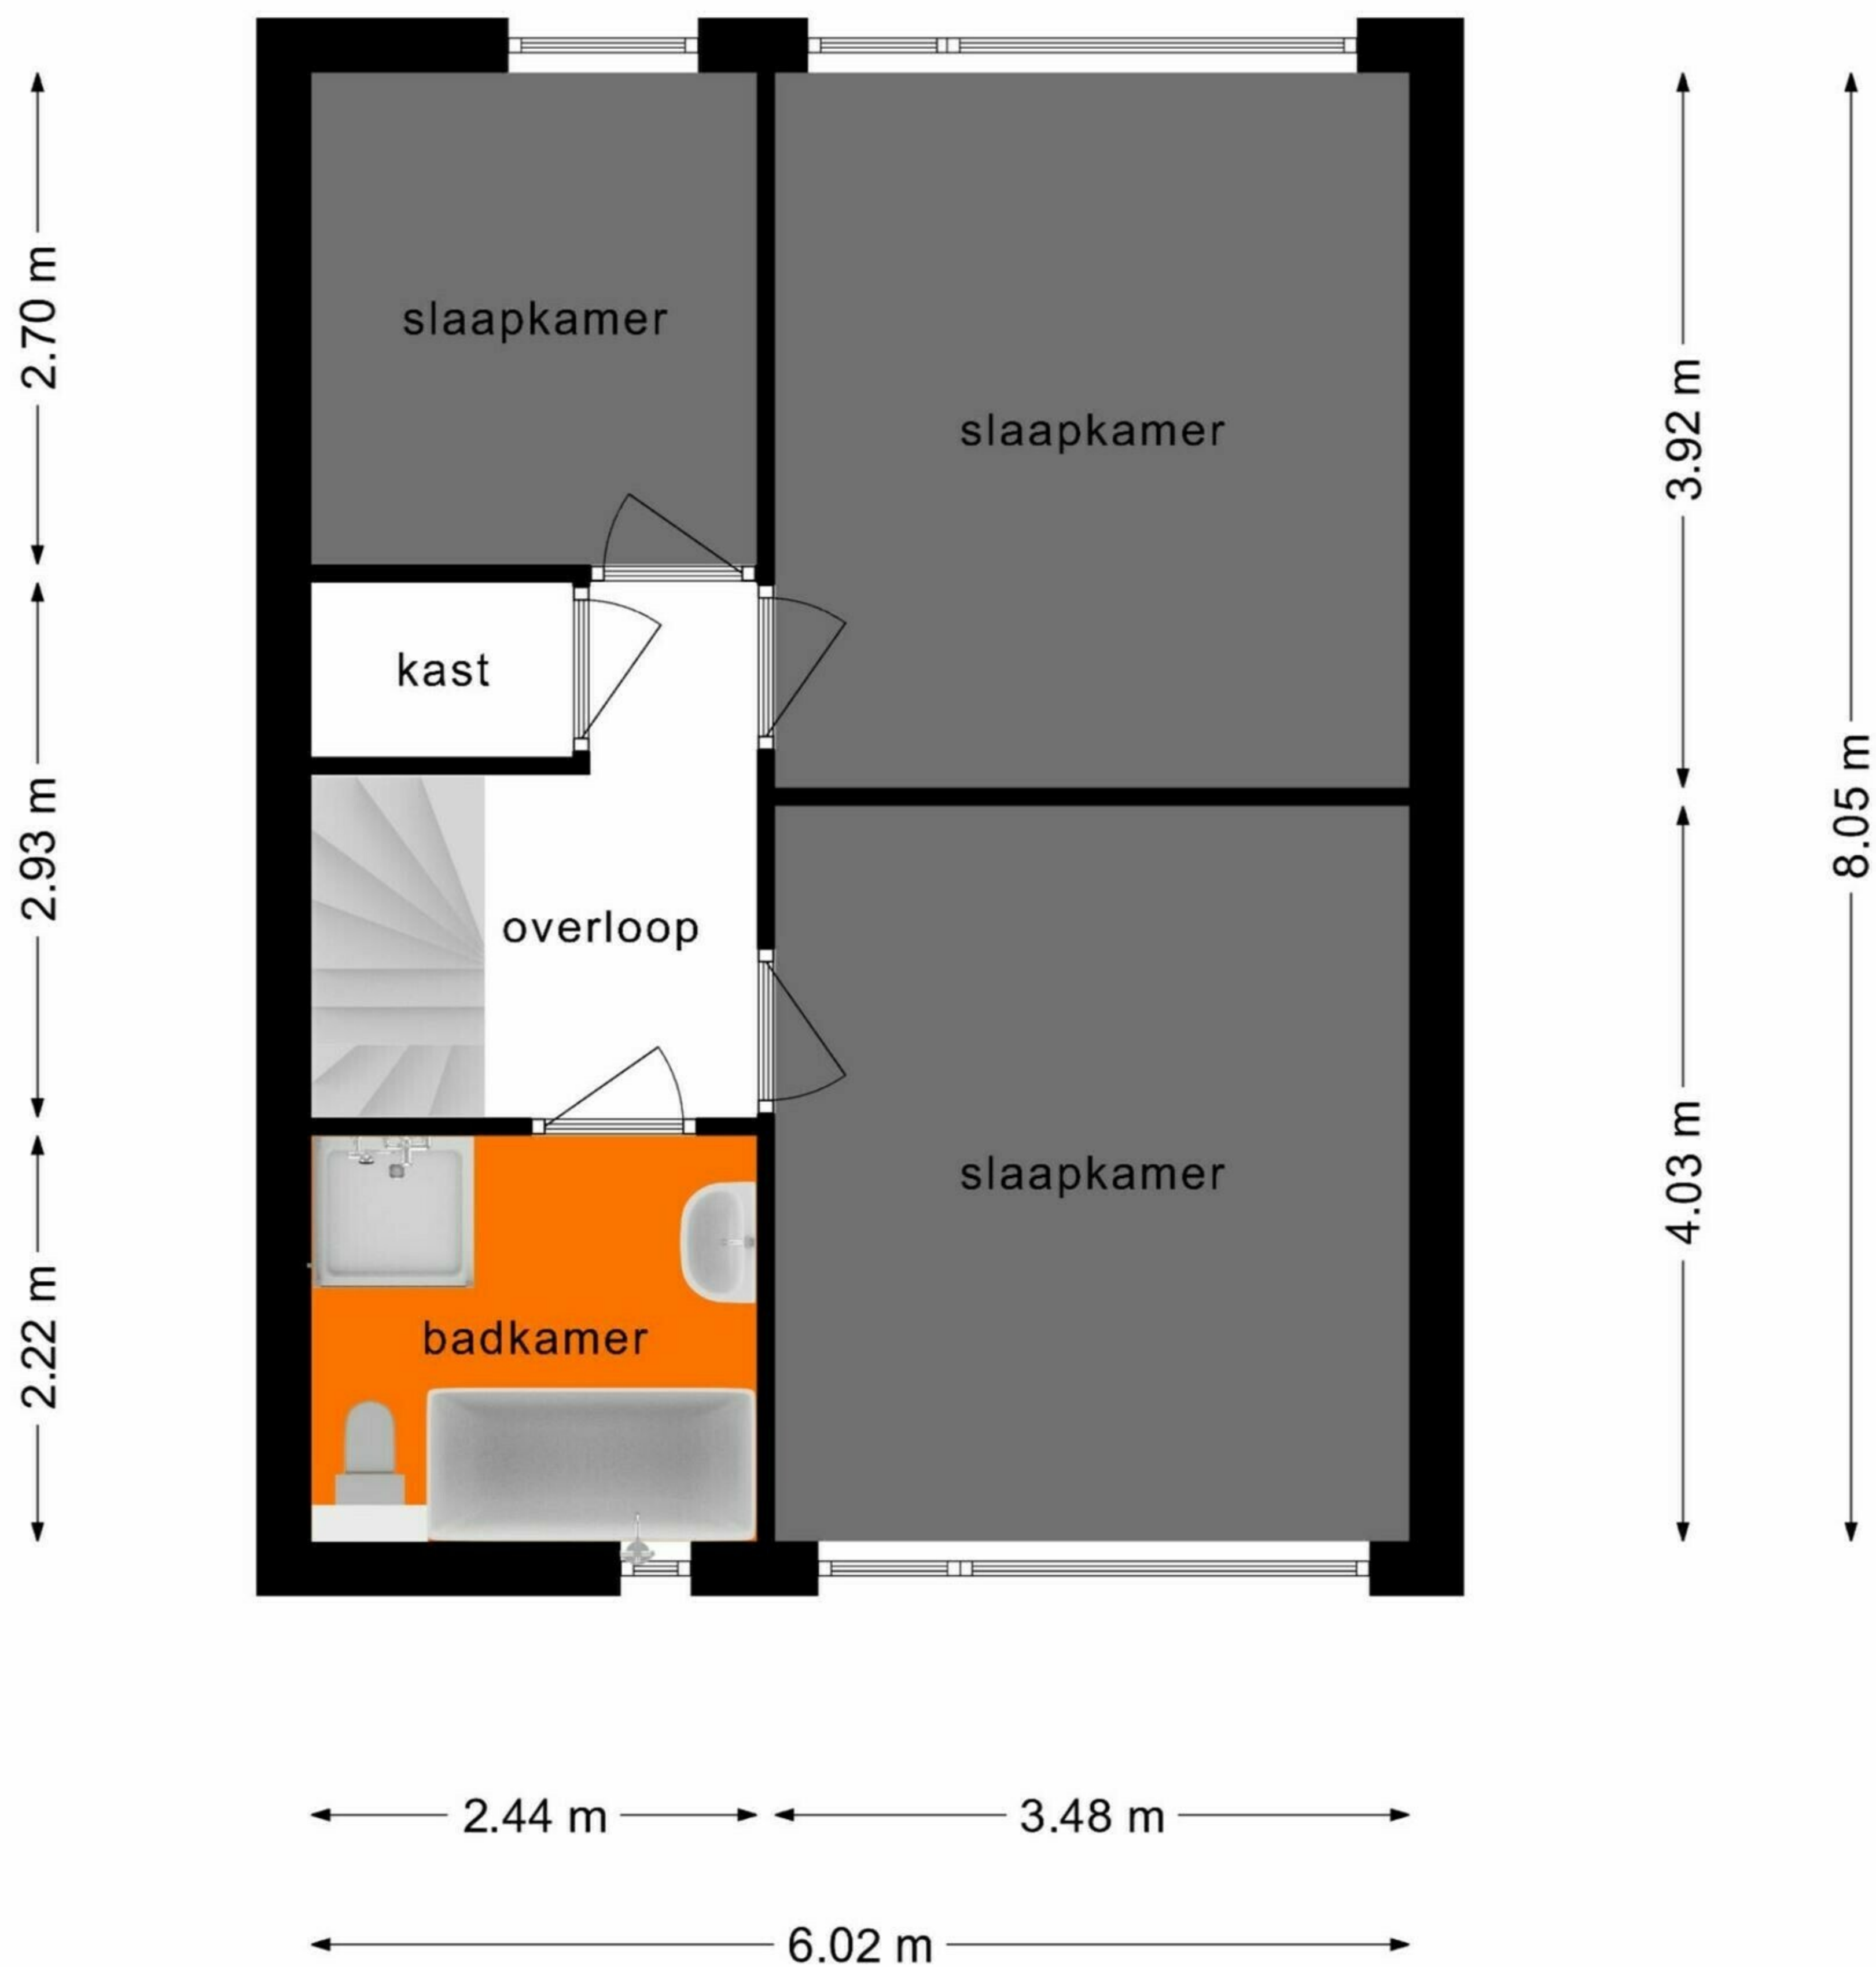 slaapkamer
slaapkamer
kast
overloop
slaapkamer
badkamer
2.70 m
2.93 m
2.22 m
3.92 m
4.03 m
8.05 m
2.44 m
3.48 m
6.02 m